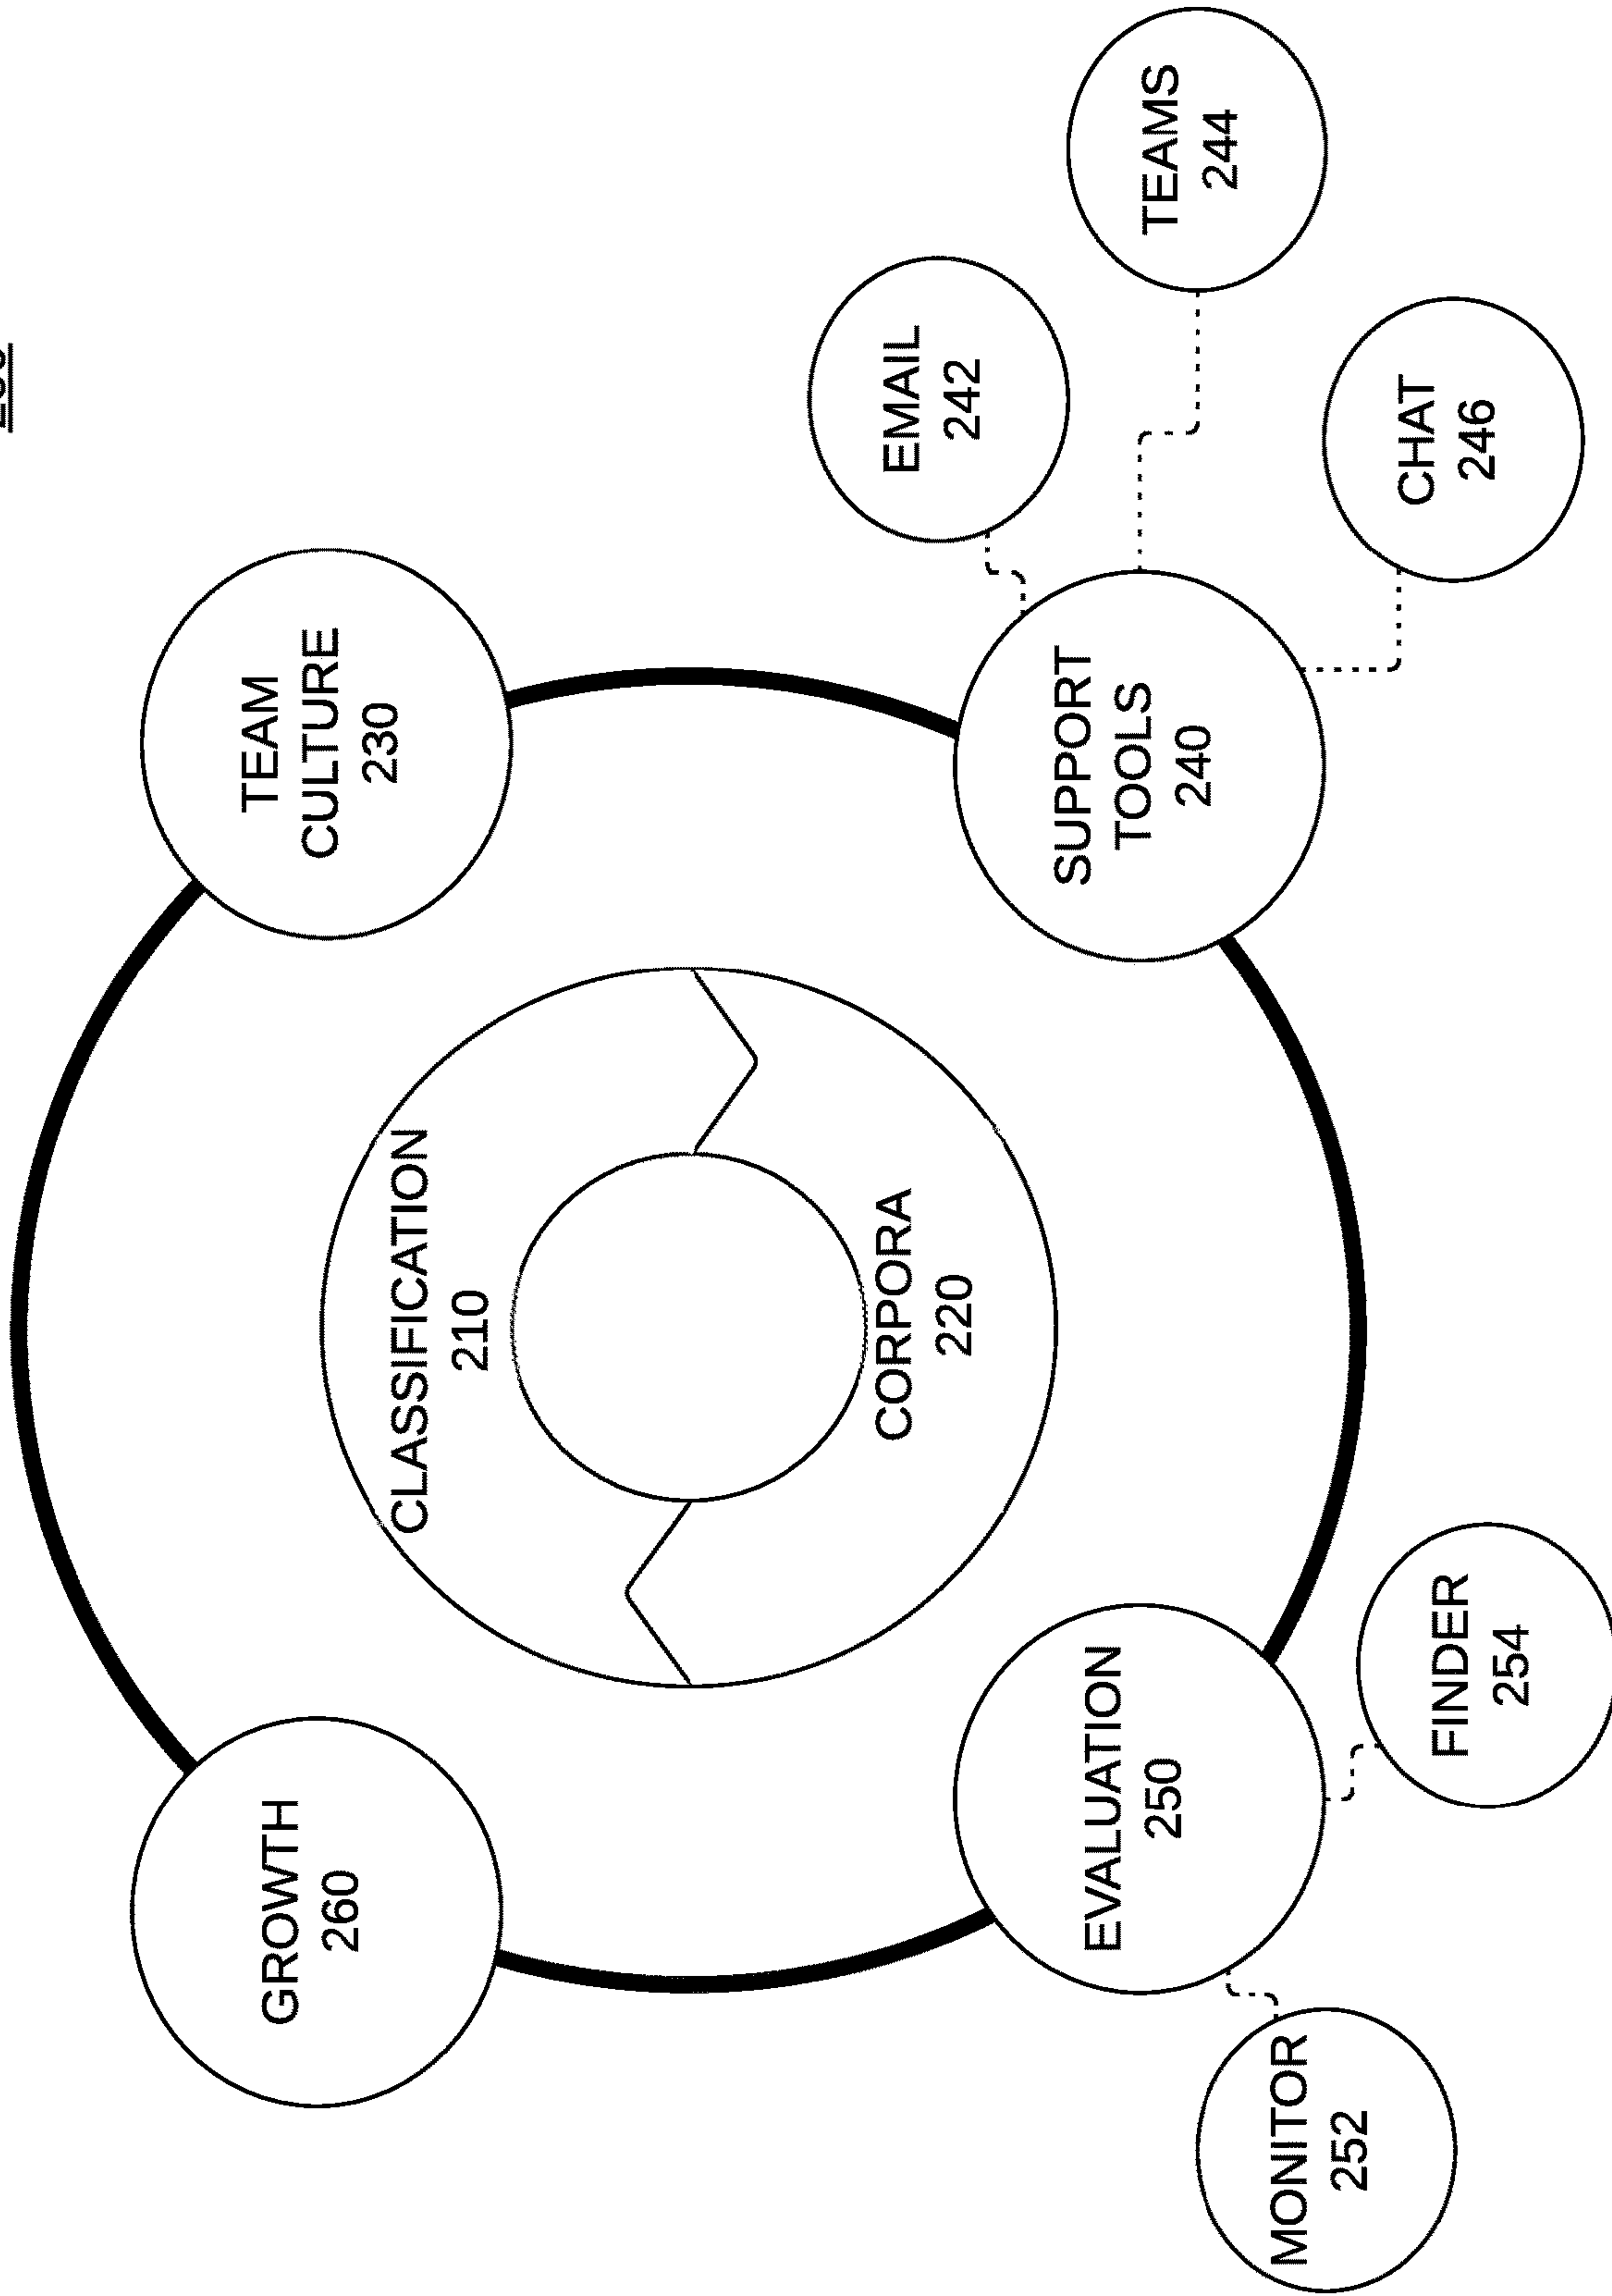 GROWTH
260
TEAM
CULTURE
230
CLASSIFICATION
210
CORPORA
220
EMAIL
242
TEAMS
244
SUPPORT
TOOLS
240
CHAT
246
EVALUATION
250
MONITOR
252
FINDER
254